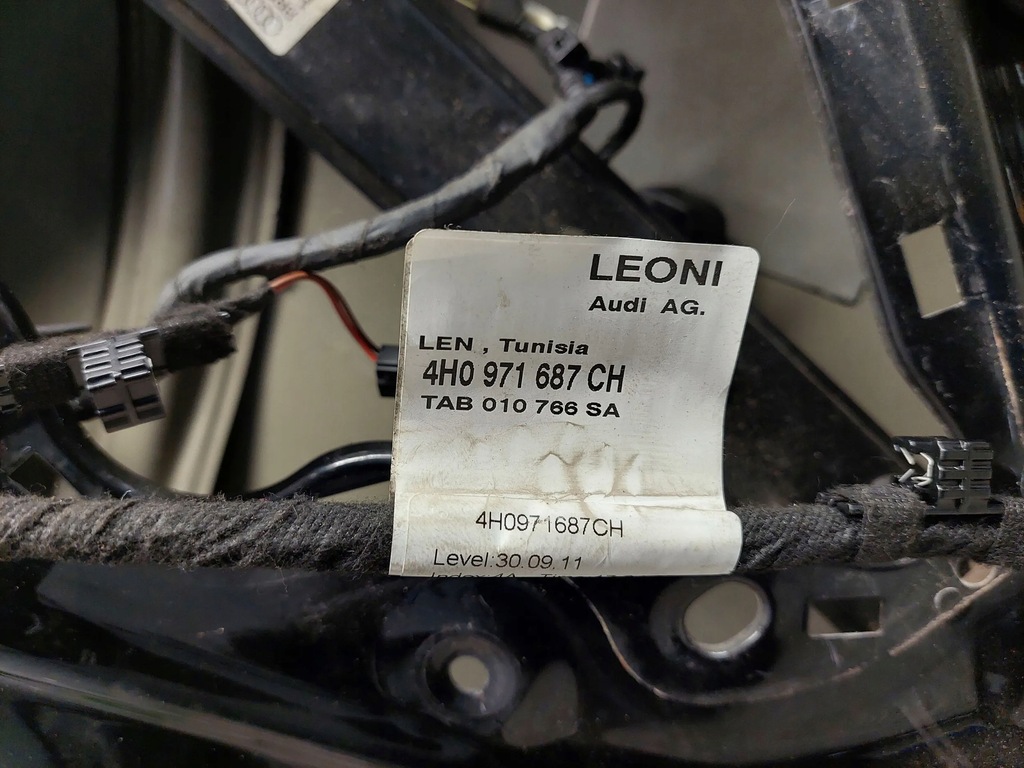 LEONI
Audi AG.
LEN , Tunisia
4H0 971 687 CH
TAB 010 766 SA
4H0971687CH
Level:30.09.11